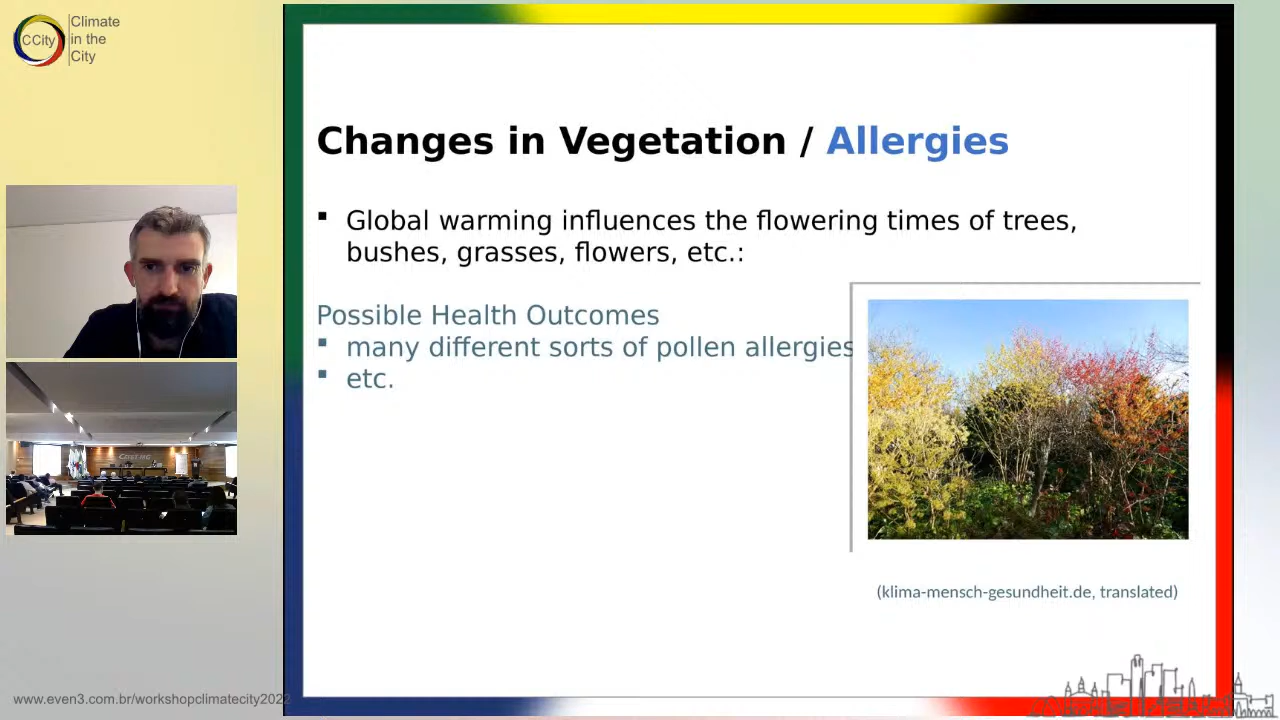 CCity
Climate
in the
City
Changes in Vegetation / Allergies
▪ Global warming influences the flowering times of trees,
bushes, grasses, flowers, etc.:
Possible Health Outcomes
▪ many different sorts of pollen allergies
▪ etc.
(klima-mensch-gesundheit.de, translated)
www.even3.com.br/workshopclimatecity2022